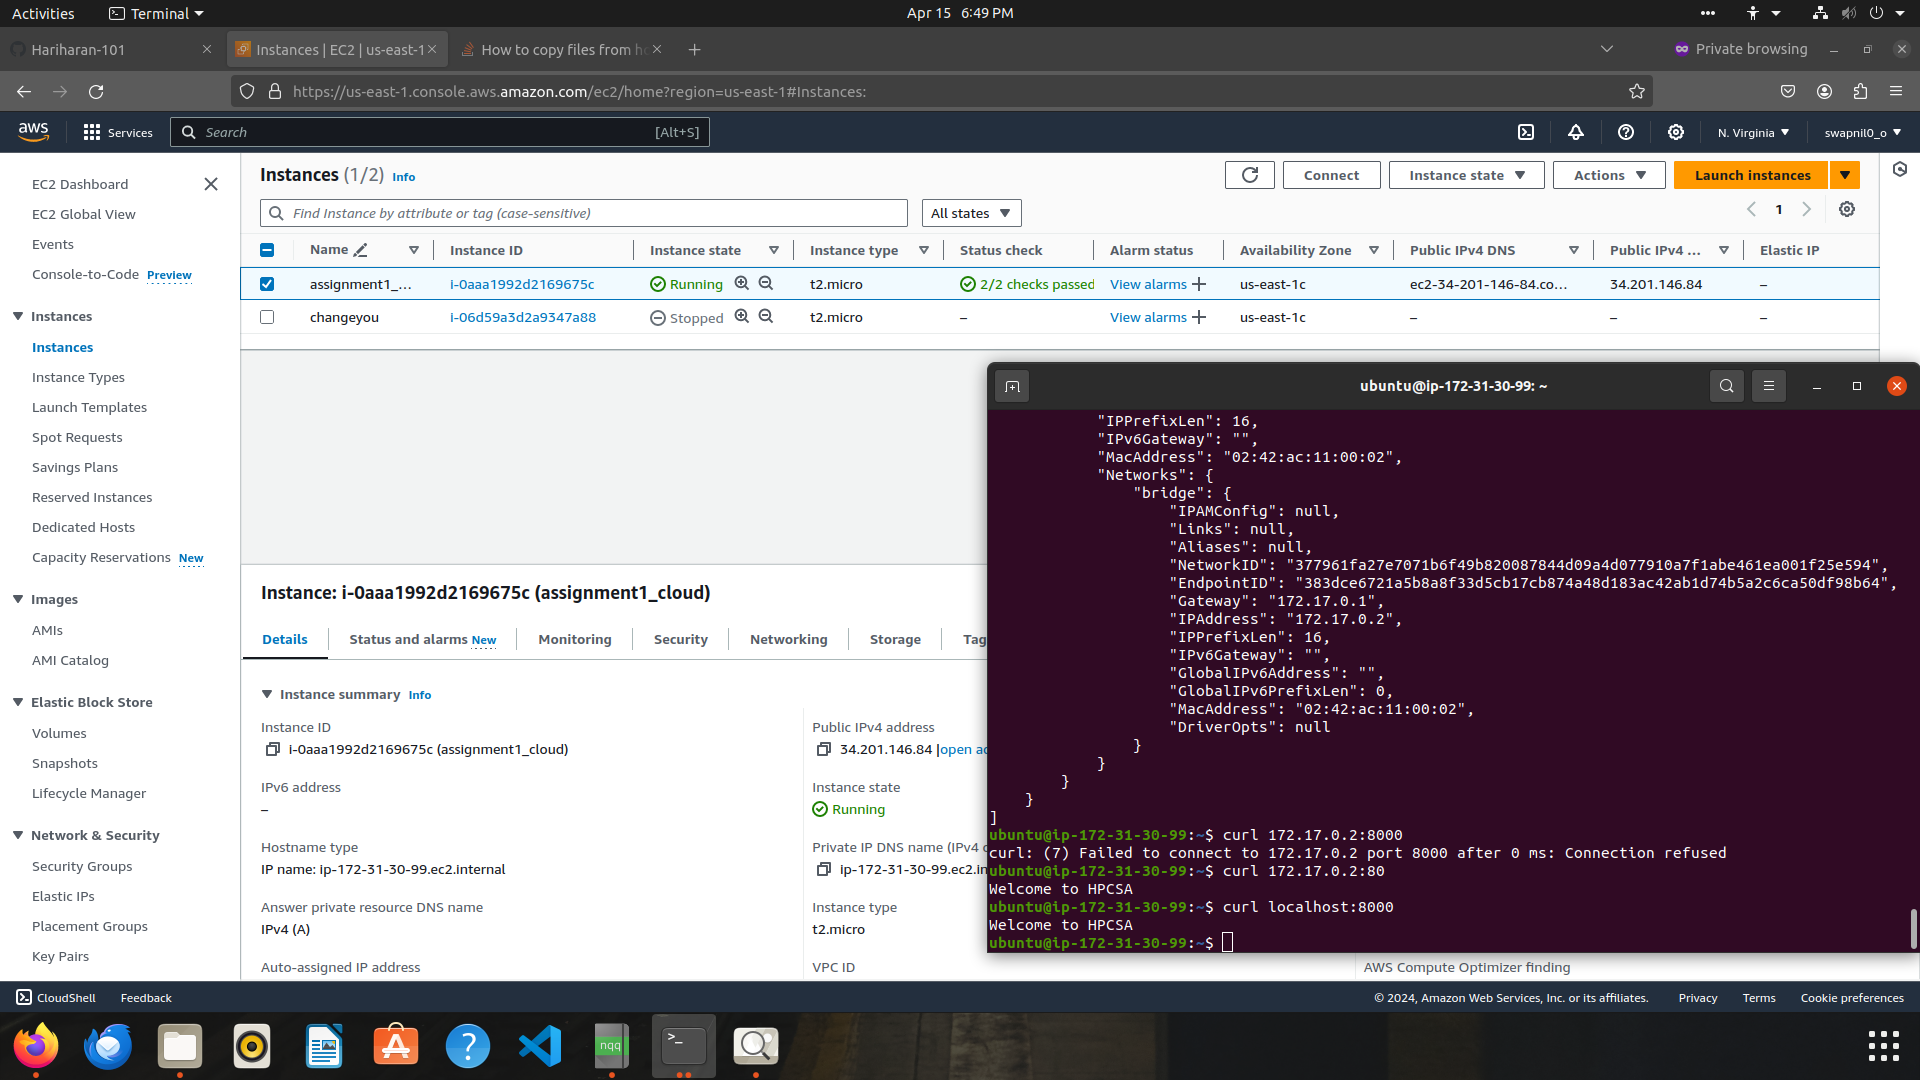 Activities
Terminal
Apr 15 6:49 PM
Hariharan-101
Instances | EC2 | us-east-1
How to copy files from h
Private browsing
https://us-east-1.console.aws.amazon.com/ec2/home?region=us-east-1#Instances:
aws
Services
Search
[Alt+S]
N. Virginia
swapnil0_o
EC2 Dashboard
EC2 Global View
Events
Console-to-Code Preview
Instances
Instances
Instance Types
Launch Templates
Spot Requests
Savings Plans
Reserved Instances
Dedicated Hosts
Capacity Reservations New
Images
AMIs
AMI Catalog
Elastic Block Store
Volumes
Snapshots
Lifecycle Manager
Network & Security
Security Groups
Elastic IPs
Placement Groups
Key Pairs
Instances (1/2) Info
Connect
Instance state
Actions
Launch instances
Find Instance by attribute or tag (case-sensitive)
All states
1
Name Instance ID Instance state Instance type Status check Alarm status Availability Zone Public IPv4 DNS Public IPv4 ... Elastic IP
assignment1_... i-0aaa1992d2169675c Running t2.micro 2/2 checks passed View alarms us-east-1c ec2-34-201-146-84.co... 34.201.146.84 –
changeyou i-06d59a3d2a9347a88 Stopped t2.micro – View alarms us-east-1c – – –
Instance: i-0aaa1992d2169675c (assignment1_cloud)
Details Status and alarms New Monitoring Security Networking Storage Tag
Instance summary Info
Instance ID
i-0aaa1992d2169675c (assignment1_cloud)
IPv6 address
–
Hostname type
IP name: ip-172-31-30-99.ec2.internal
Answer private resource DNS name
IPv4 (A)
Auto-assigned IP address
Public IPv4 address
34.201.146.84 |open ad
Instance state
Running
Private IP DNS name (IPv4 o
ip-172-31-30-99.ec2.in
Instance type
t2.micro
VPC ID
AWS Compute Optimizer finding
ubuntu@ip-172-31-30-99: ~
"IPPrefixLen": 16,
"IPv6Gateway": "",
"MacAddress": "02:42:ac:11:00:02",
"Networks": {
"bridge": {
"IPAMConfig": null,
"Links": null,
"Aliases": null,
"NetworkID": "377961fa27e7071b6f49b820087844d09a4d077910a7f1abe461ea001f25e594",
"EndpointID": "383dce6721a5b8a8f33d5cb17cb874a48d183ac42ab1d74b5a2c6ca50df98b64",
"Gateway": "172.17.0.1",
"IPAddress": "172.17.0.2",
"IPPrefixLen": 16,
"IPv6Gateway": "",
"GlobalIPv6Address": "",
"GlobalIPv6PrefixLen": 0,
"MacAddress": "02:42:ac:11:00:02",
"DriverOpts": null
}
}
}
}
]
ubuntu@ip-172-31-30-99:~$ curl 172.17.0.2:8000
curl: (7) Failed to connect to 172.17.0.2 port 8000 after 0 ms: Connection refused
ubuntu@ip-172-31-30-99:~$ curl 172.17.0.2:80
Welcome to HPCSA
ubuntu@ip-172-31-30-99:~$ curl localhost:8000
Welcome to HPCSA
ubuntu@ip-172-31-30-99:~$
CloudShell
Feedback
© 2024, Amazon Web Services, Inc. or its affiliates.
Privacy
Terms
Cookie preferences
nqq